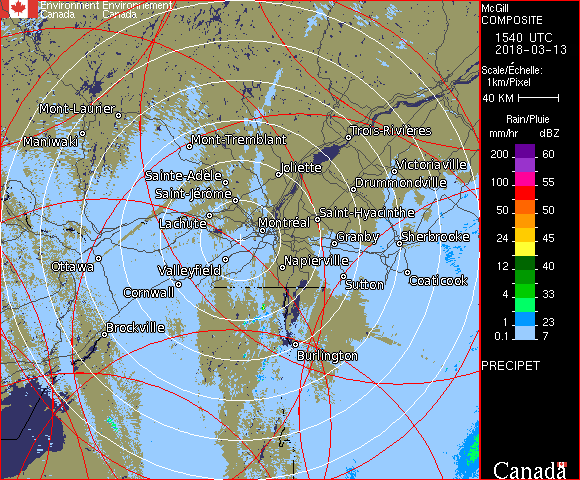 Environment Environnement
Canada Canada
McGill
COMPOSITE
1540 UTC
2018-03-13
Scale/Échelle:
1km/Pixel
40 KM
Rain/Pluie
mm/hr dBZ
200 60
100 55
50 50
24 45
12 40
4 33
1 23
0.1 7
PRECIPET
Canada
Mont-Laurier
Maniwaki
Mont-Tremblant
Trois-Rivières
Sainte-Adèle
Joliette
Victoriaville
Saint-Jérôme
Drummondville
Lachute
Montréal
Saint-Hyacinthe
Granby
Sherbrooke
Ottawa
Valleyfield
Napierville
Cornwall
Sutton
Coaticook
Brockville
Burlington